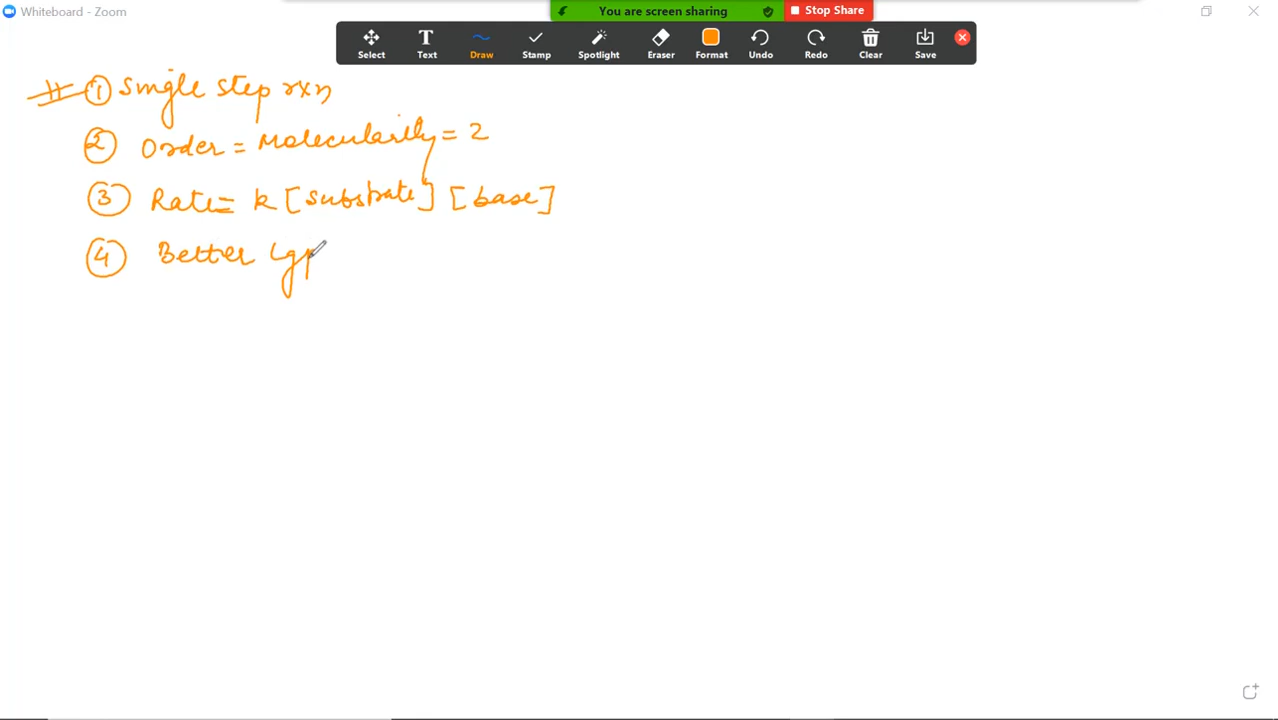 Whiteboard - Zoom
You are screen sharing
Stop Share
Select Text Draw Stamp Spotlight Eraser Format Undo Redo Clear Save
① Single step rxn
② Order = Molecularity = 2
③ Rate = k [substrate] [base]
④ Better Lgp